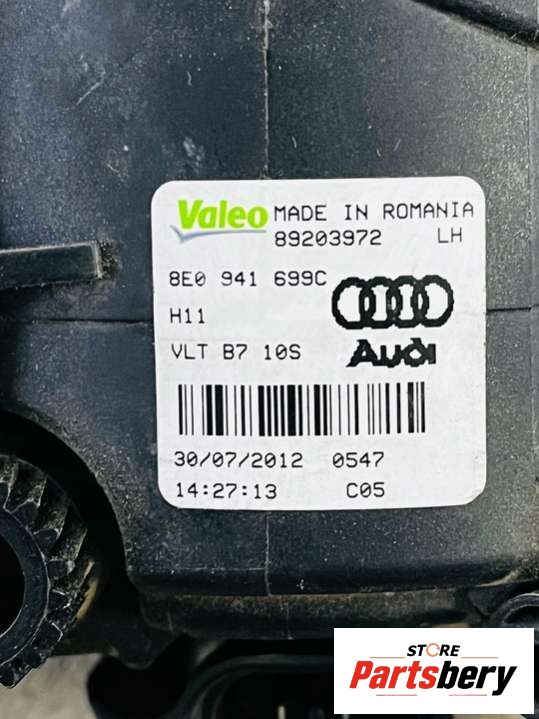 Valeo MADE IN ROMANIA
89203972 LH
8E0 941 699C
H11
VLT B7 10S Audi
30/07/2012 0547
14:27:13 C05
STORE
Partsbery